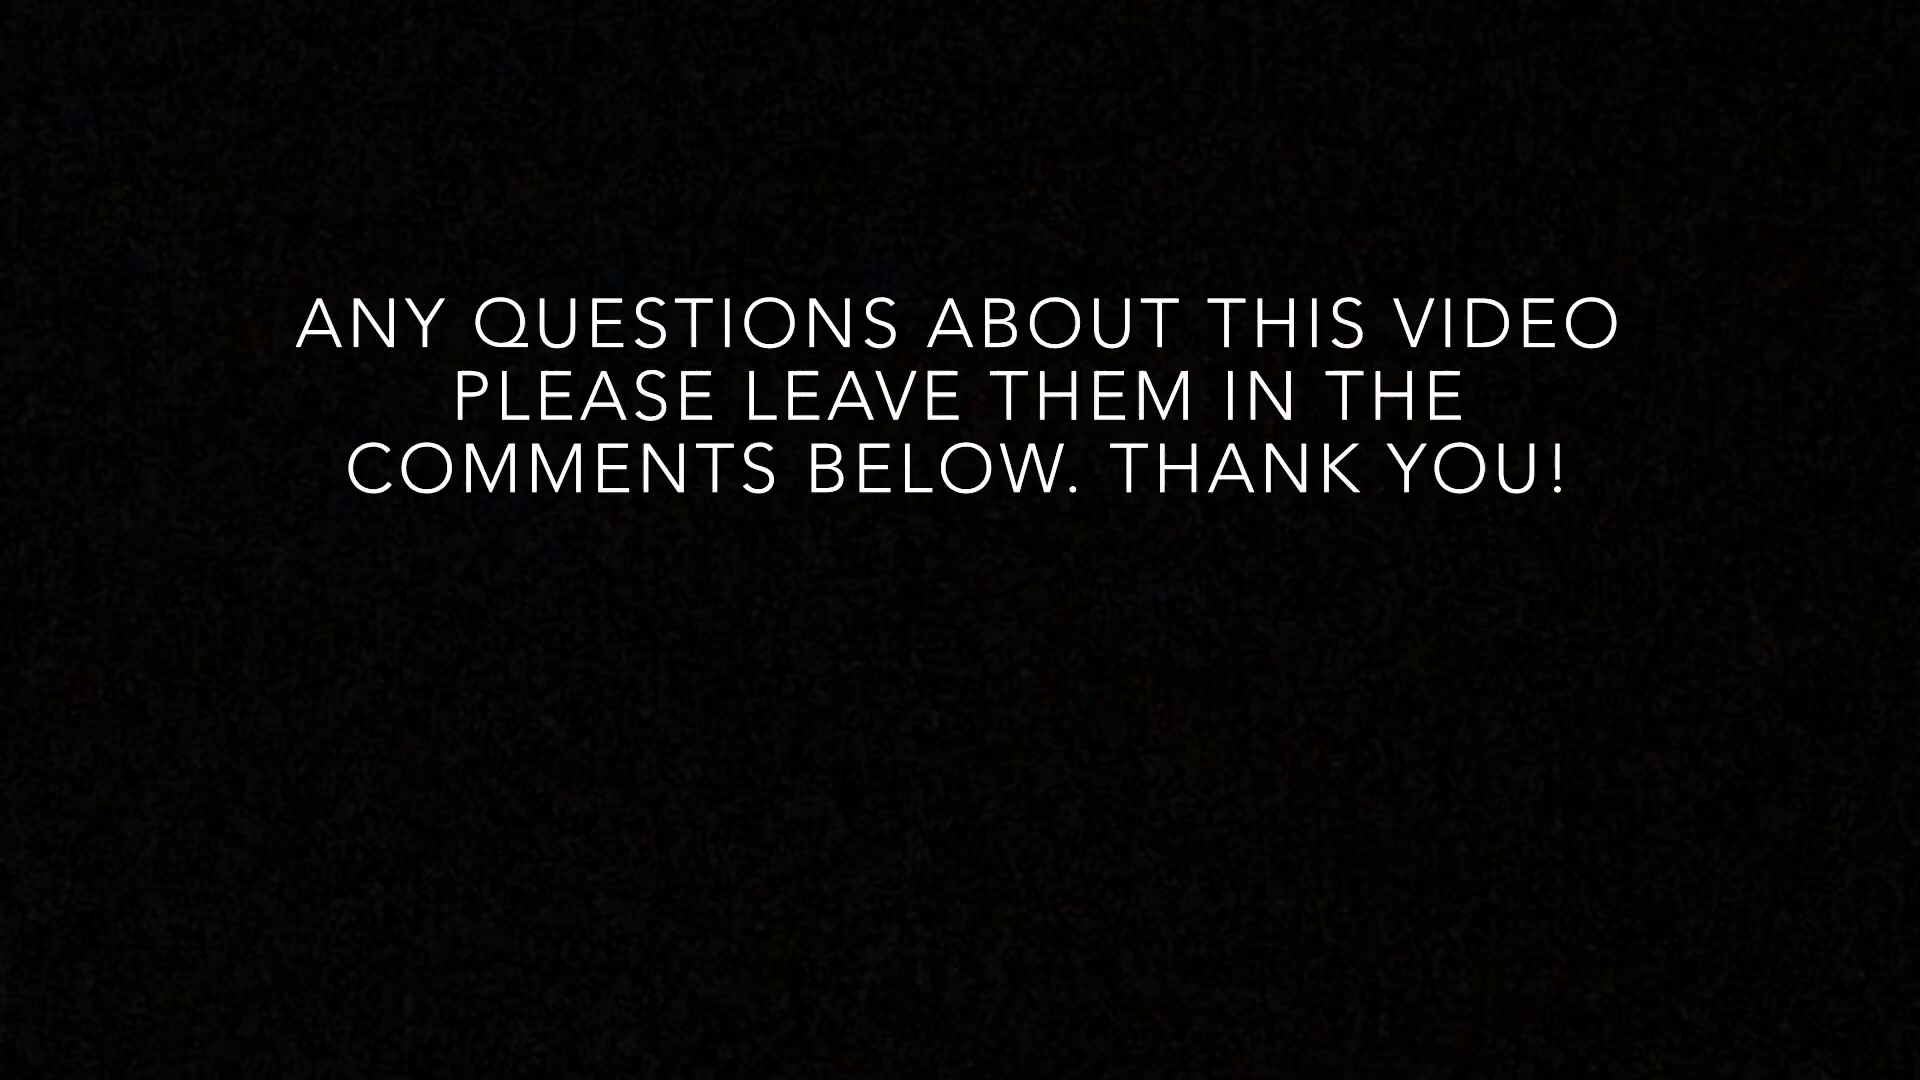 ANY QUESTIONS ABOUT THIS VIDEO
PLEASE LEAVE THEM IN THE
COMMENTS BELOW. THANK YOU!